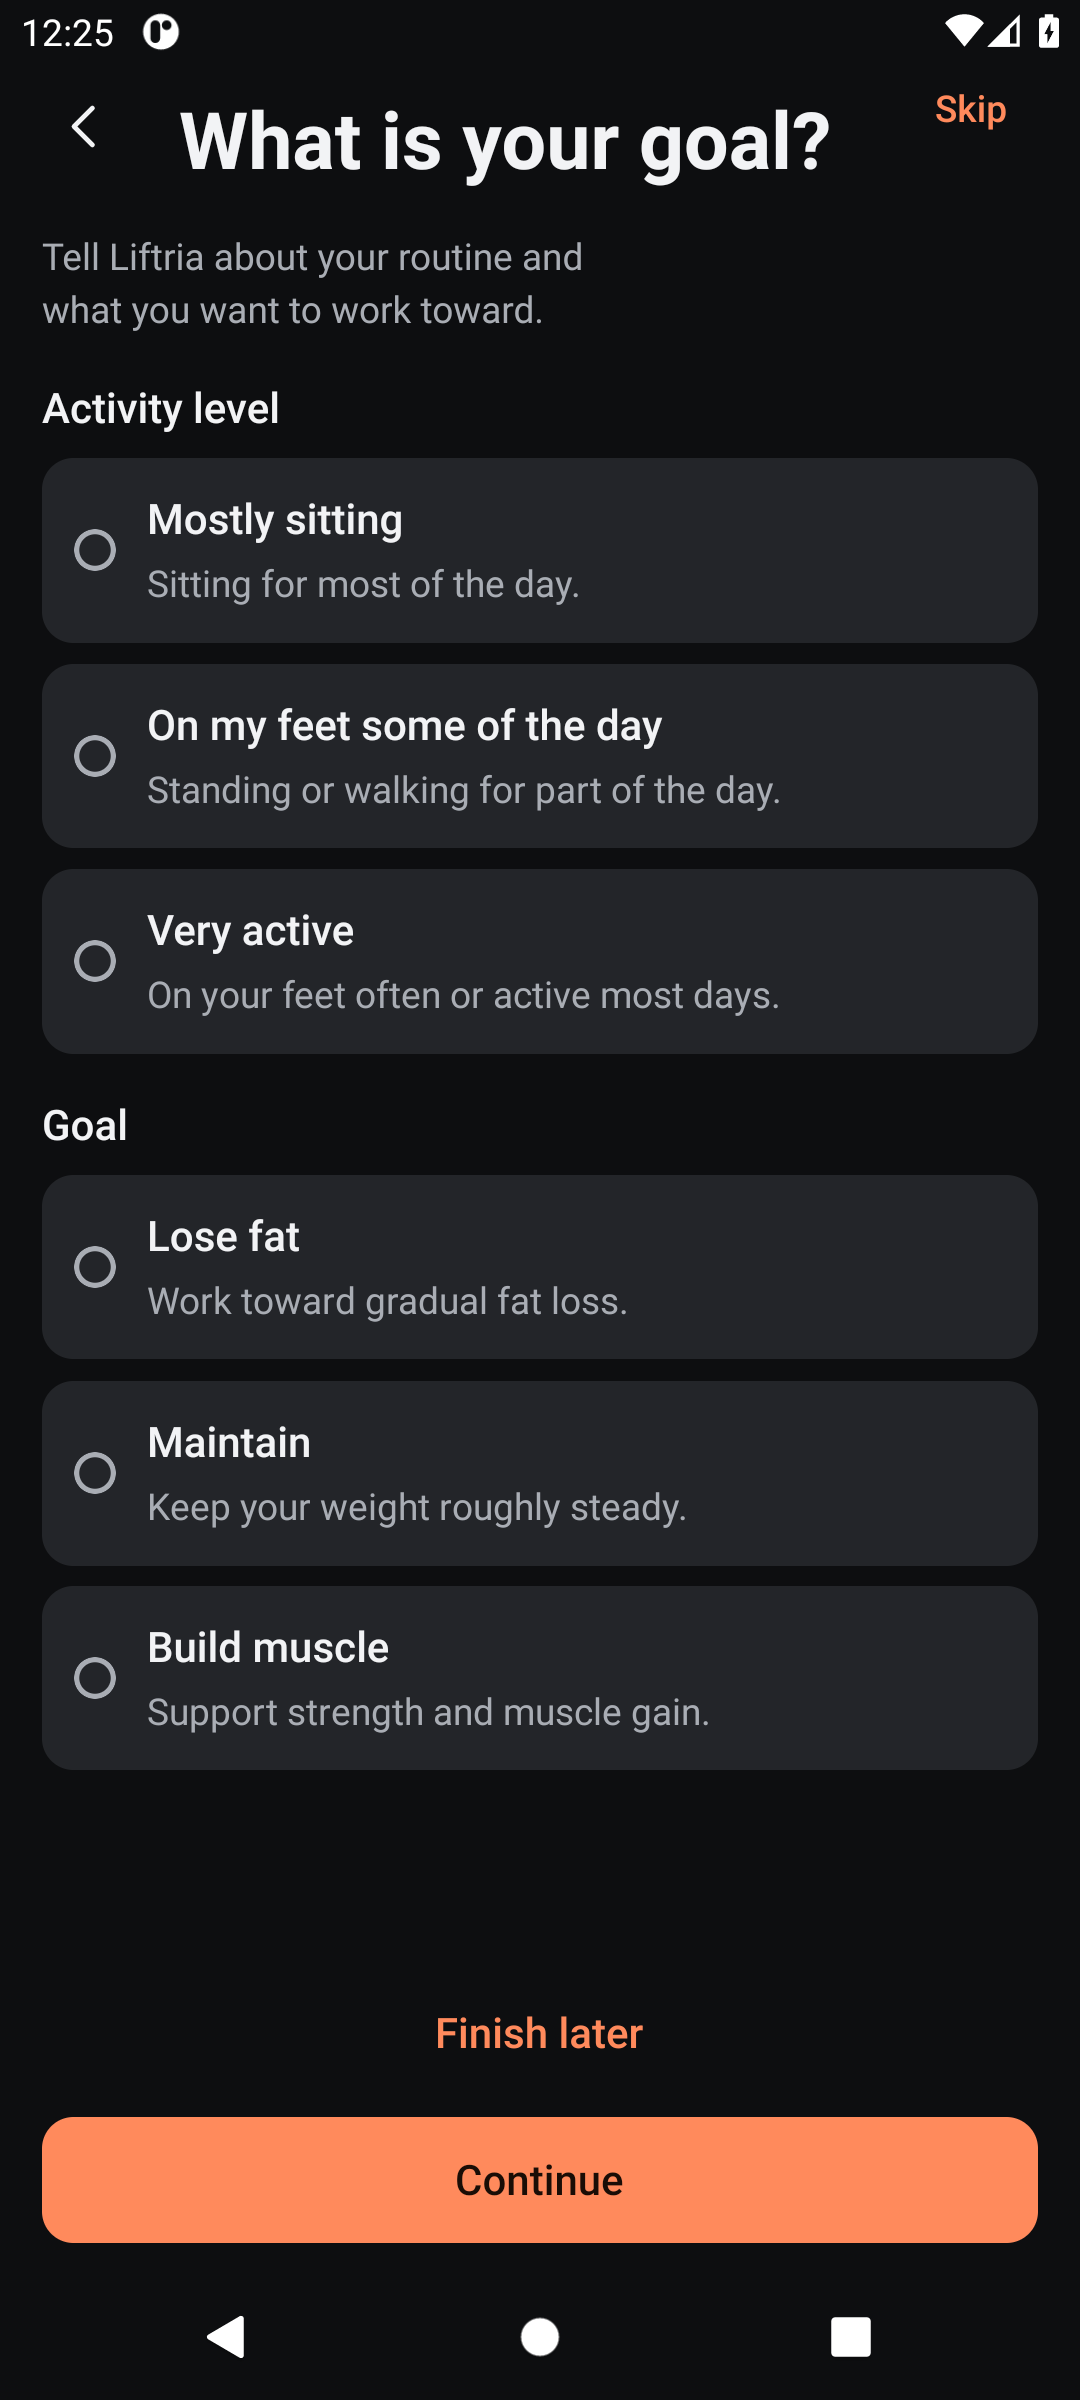 12:25
What is your goal?
Skip
Tell Liftria about your routine and
what you want to work toward.
Activity level
Mostly sitting
Sitting for most of the day.
On my feet some of the day
Standing or walking for part of the day.
Very active
On your feet often or active most days.
Goal
Lose fat
Work toward gradual fat loss.
Maintain
Keep your weight roughly steady.
Build muscle
Support strength and muscle gain.
Finish later
Continue